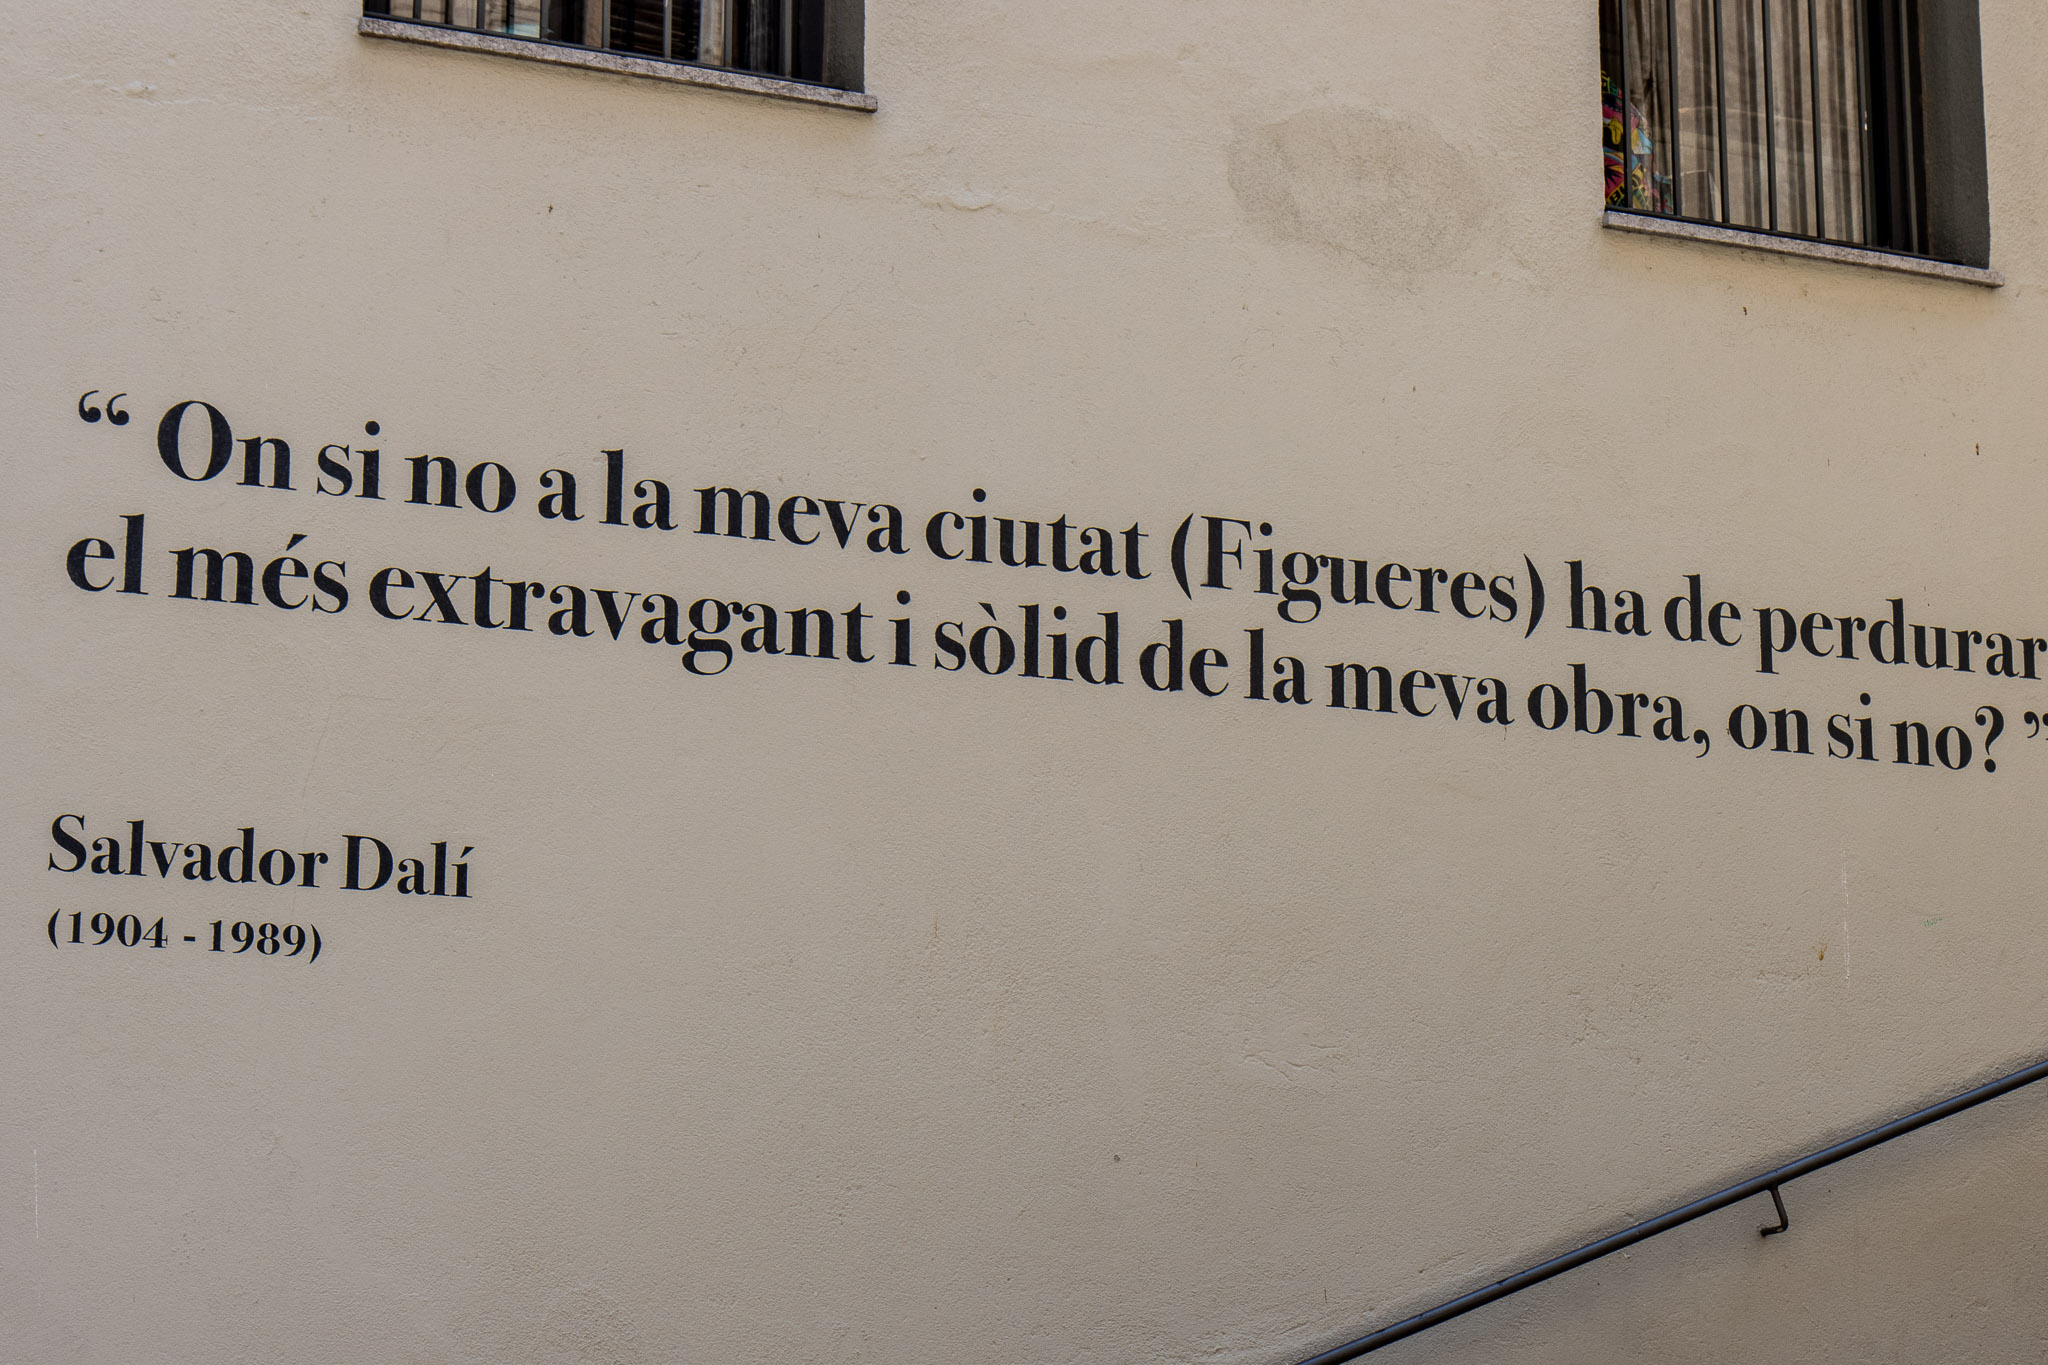 “ On si no a la meva ciutat (Figueres) ha de perdurar
el més extravagant i sòlid de la meva obra, on si no? ”
Salvador Dalí
(1904 - 1989)